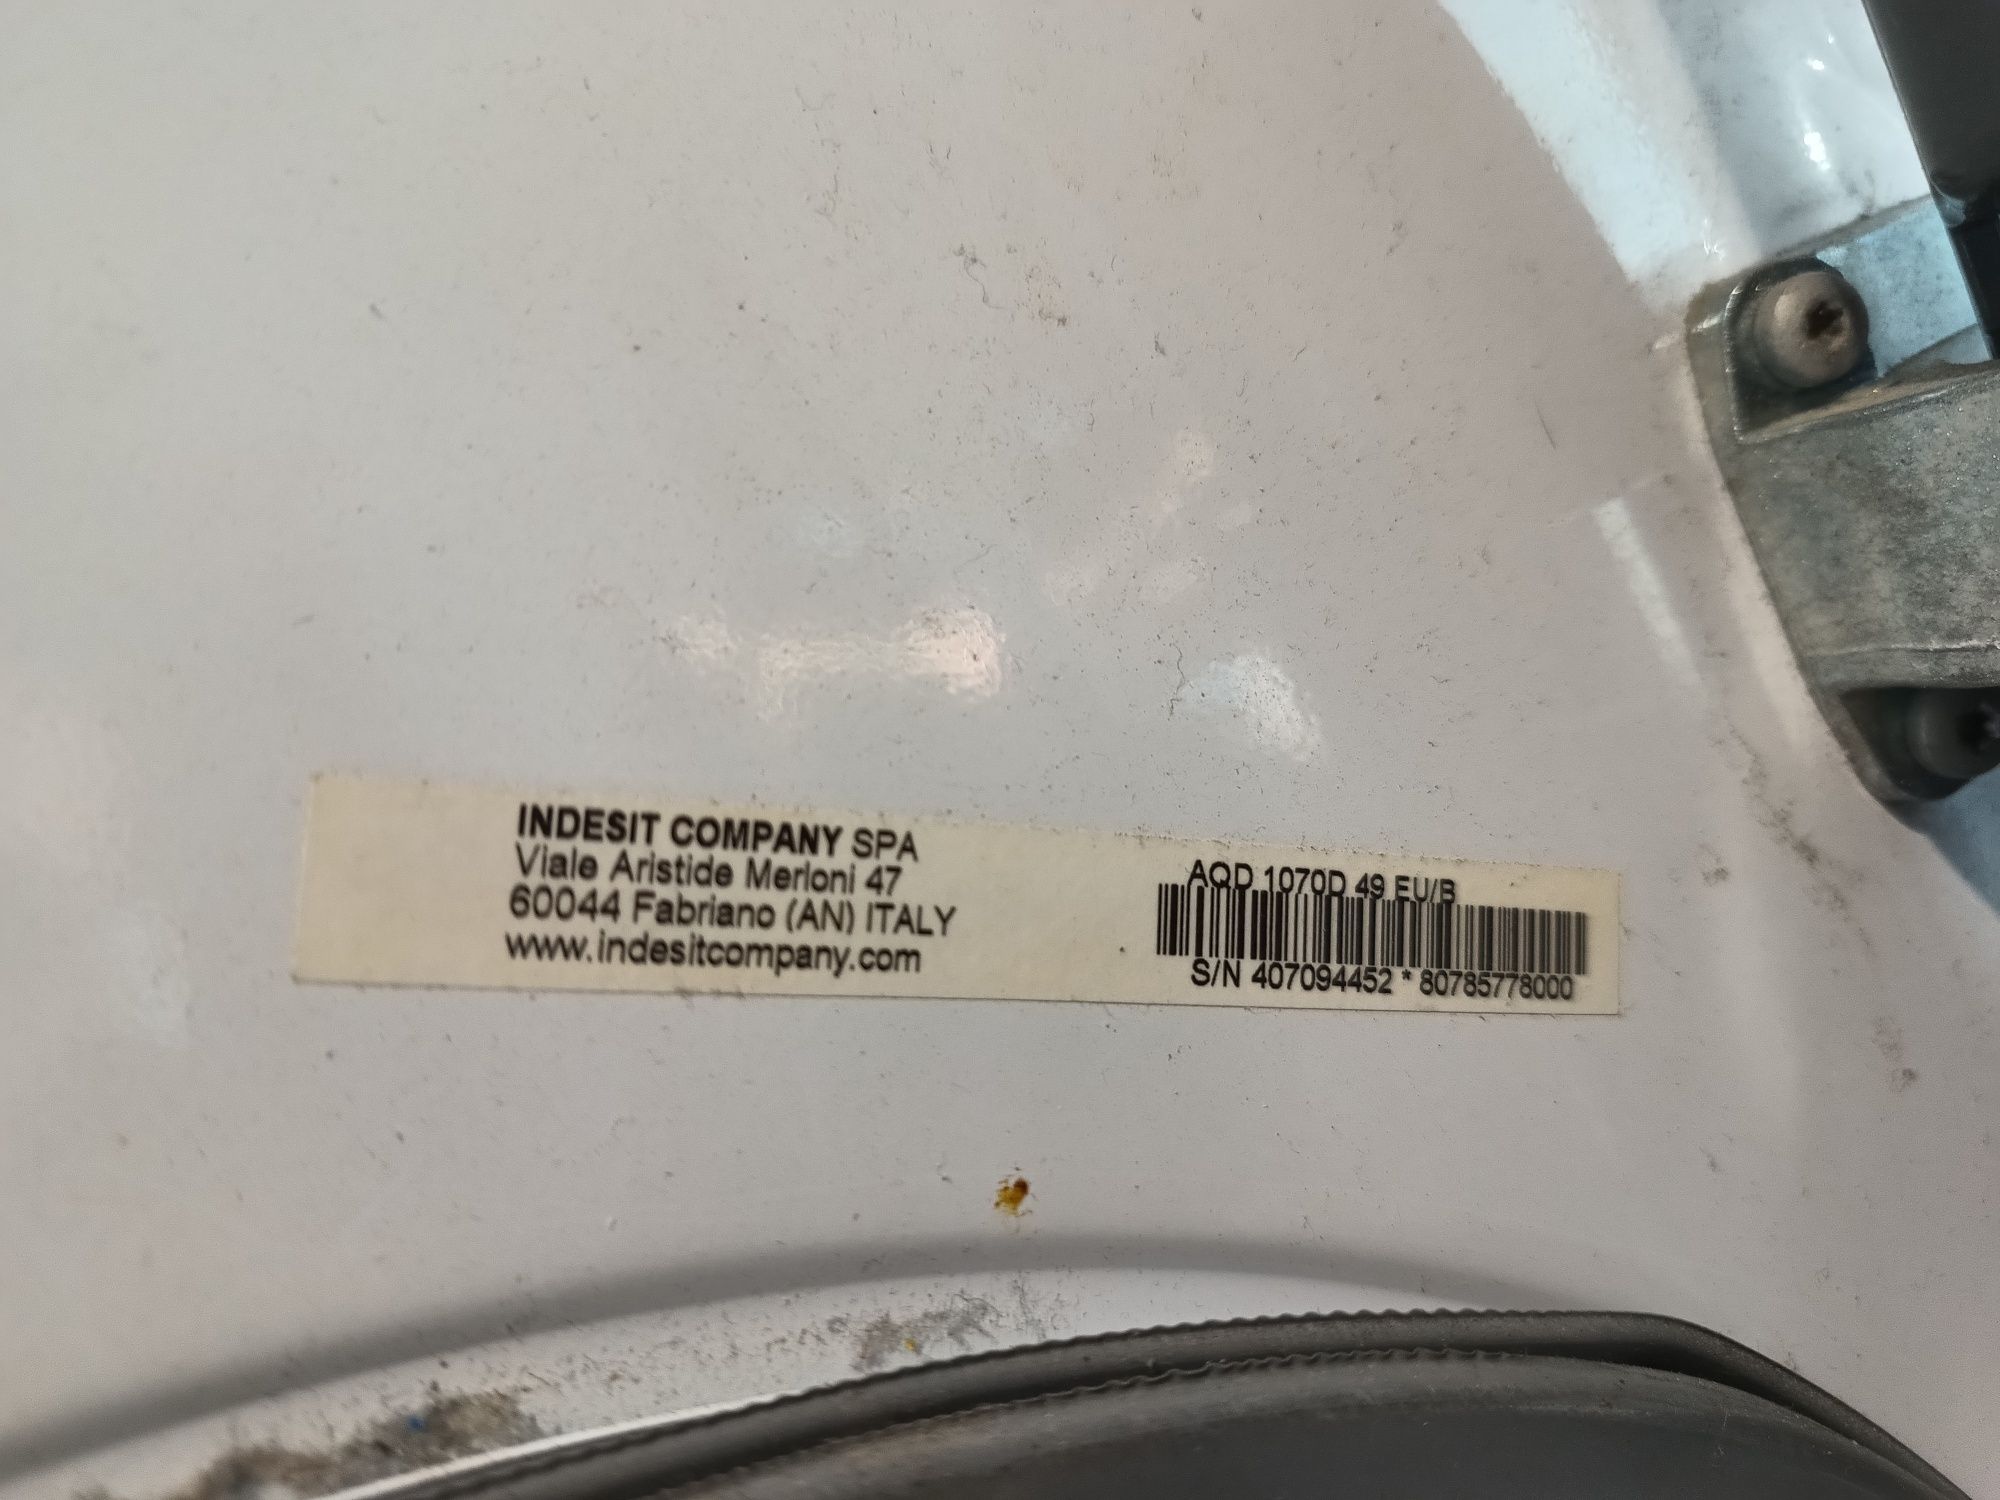 INDESIT COMPANY SPA
Viale Aristide Merloni 47
60044 Fabriano (AN) ITALY
www.indesitcompany.com
AQD 1070D 49 EU/B
S/N 407094452 * 80785778000